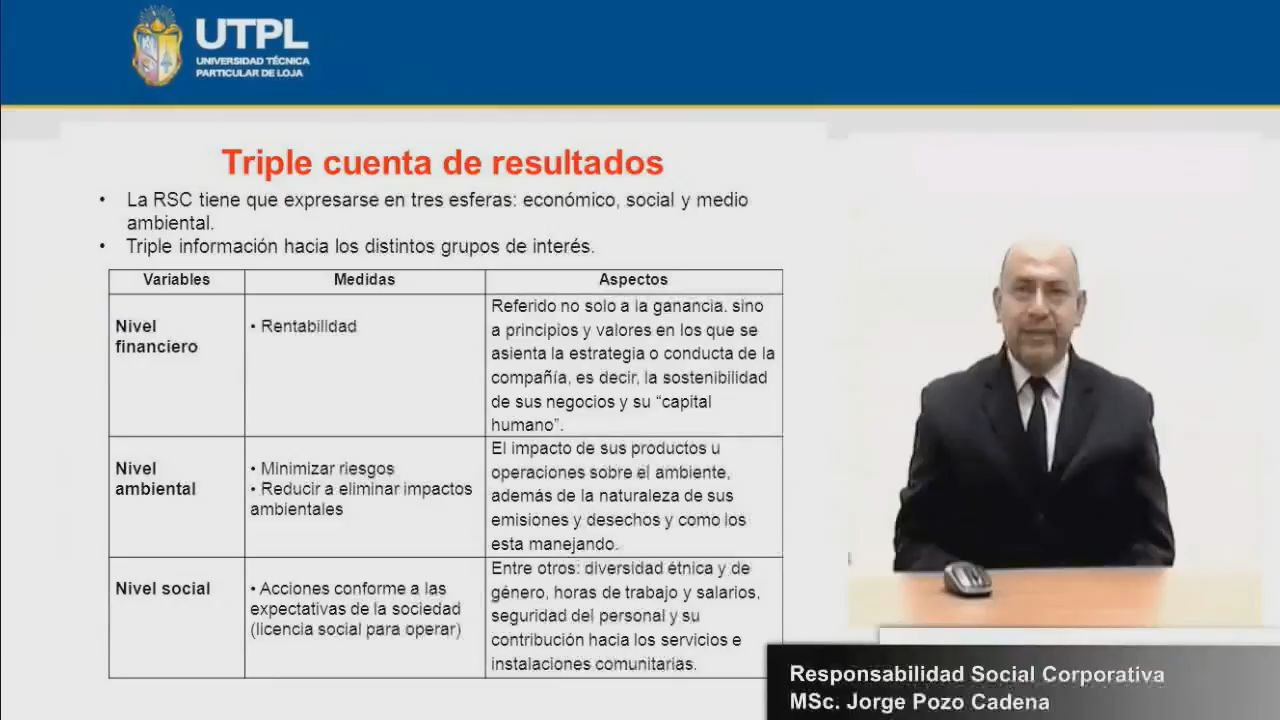 UTPL
UNIVERSIDAD TÉCNICA
PARTICULAR DE LOJA
Triple cuenta de resultados
• La RSC tiene que expresarse en tres esferas: económico, social y medio
ambiental.
• Triple información hacia los distintos grupos de interés.
Variables
Medidas
Aspectos
Nivel
financiero
• Rentabilidad
Referido no solo a la ganancia. sino
a principios y valores en los que se
asienta la estrategia o conducta de la
compañía, es decir, la sostenibilidad
de sus negocios y su “capital
humano”.
Nivel
ambiental
• Minimizar riesgos
• Reducir a eliminar impactos
ambientales
El impacto de sus productos u
operaciones sobre el ambiente,
además de la naturaleza de sus
emisiones y desechos y como los
esta manejando.
Nivel social
• Acciones conforme a las
expectativas de la sociedad
(licencia social para operar)
Entre otros: diversidad étnica y de
género, horas de trabajo y salarios,
seguridad del personal y su
contribución hacia los servicios e
instalaciones comunitarias.
Responsabilidad Social Corporativa
MSc. Jorge Pozo Cadena